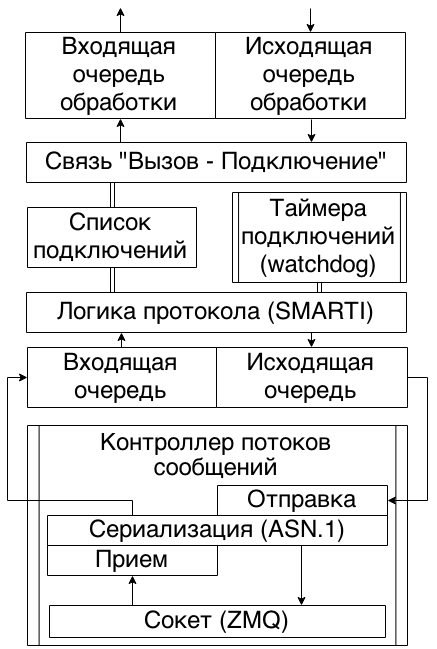 Входящая
очередь
обработки
Исходящая
очередь
обработки
Связь "Вызов - Подключение"
Список
подключений
Таймера
подключений
(watchdog)
Логика протокола (SMARTI)
Входящая
очередь
Исходящая
очередь
Контроллер потоков
сообщений
Отправка
Сериализация (ASN.1)
Прием
Сокет (ZMQ)